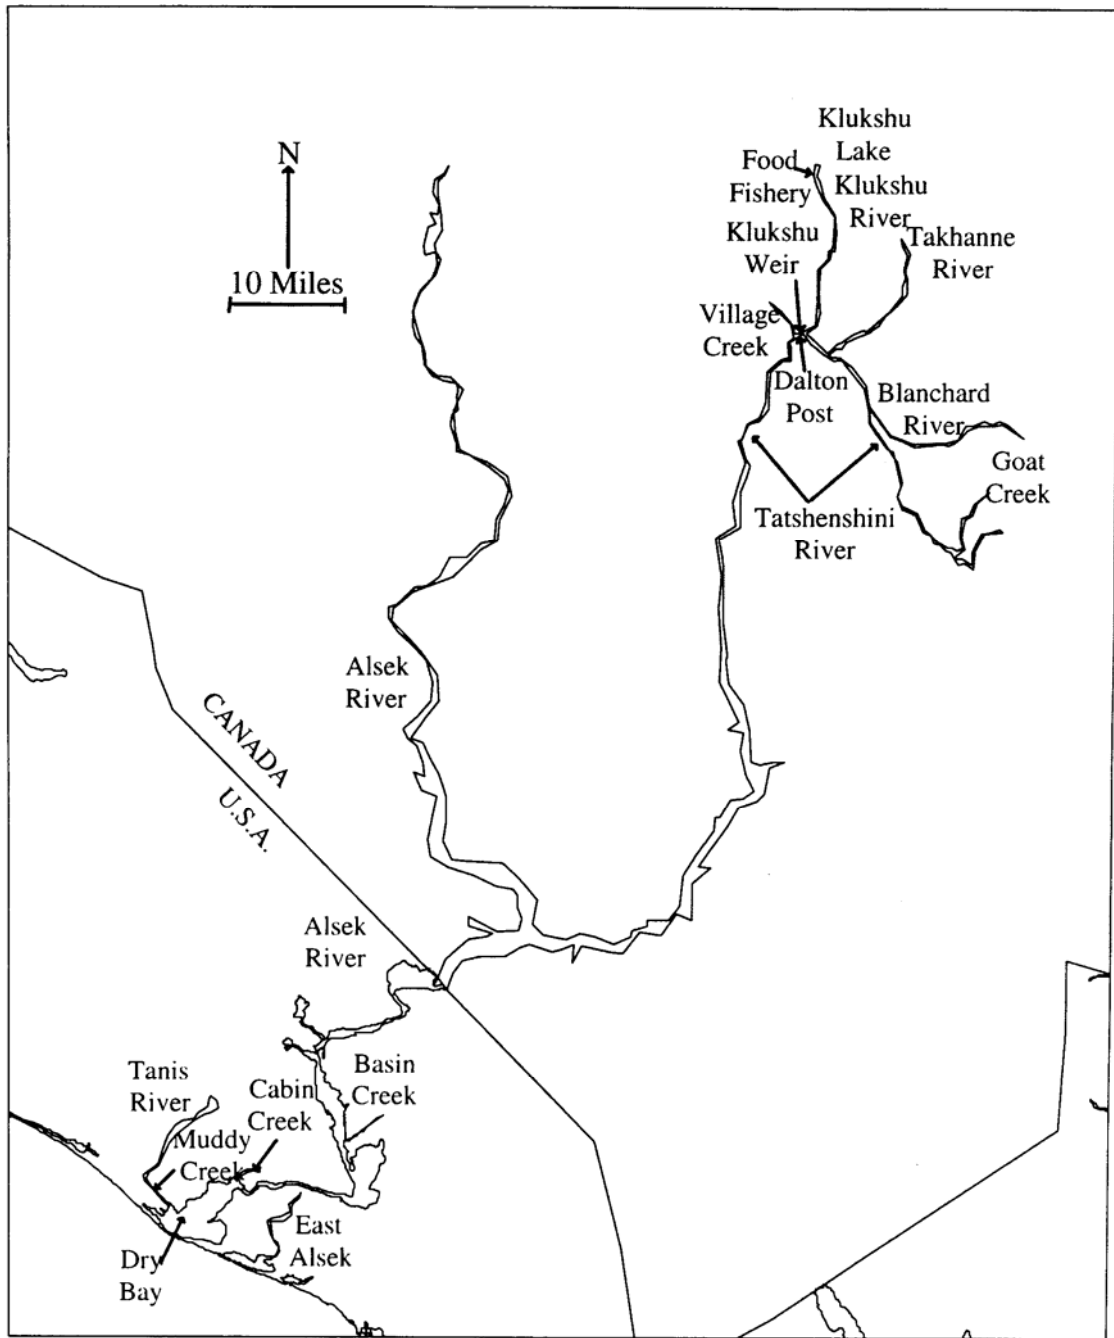 Klukshu
Lake
Food
Fishery
Klukshu
River
N
Klukshu
Weir
Takhanne
River
10 Miles
Village
Creek
Dalton
Post
Blanchard
River
Goat
Creek
Tatshenshini
River
Alsek
River
CANADA
U.S.A.
Alsek
River
Tanis
River
Basin
Creek
Cabin
Creek
Muddy
Creek
East
Alsek
Dry
Bay